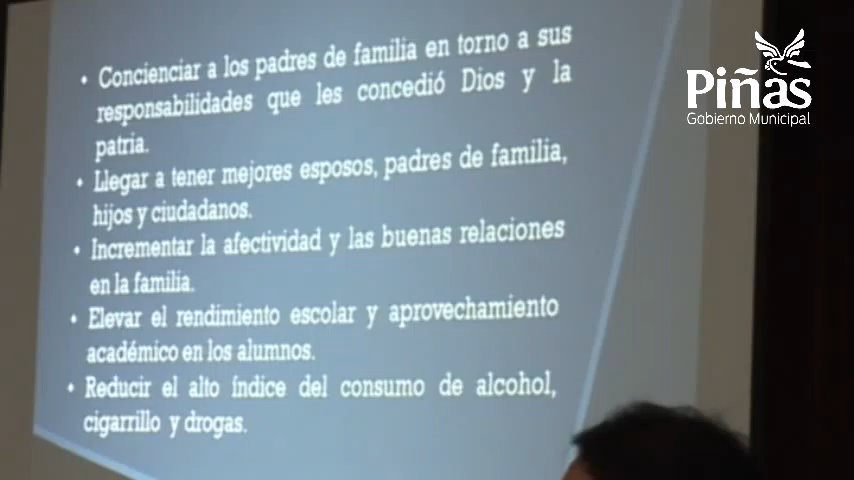 • Concienciar a los padres de familia en torno a sus
responsabilidades que les concedió Dios y la
patria.
• Llegar a tener mejores esposos, padres de familia,
hijos y ciudadanos.
• Incrementar la afectividad y las buenas relaciones
en la familia.
• Elevar el rendimiento escolar y aprovechamiento
académico en los alumnos.
• Reducir el alto índice del consumo de alcohol,
cigarrillo y drogas.
Piñas
Gobierno Municipal